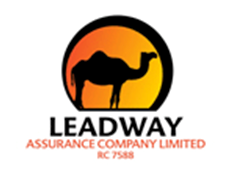 LEADWAY
ASSURANCE COMPANY LIMITED
RC 7588